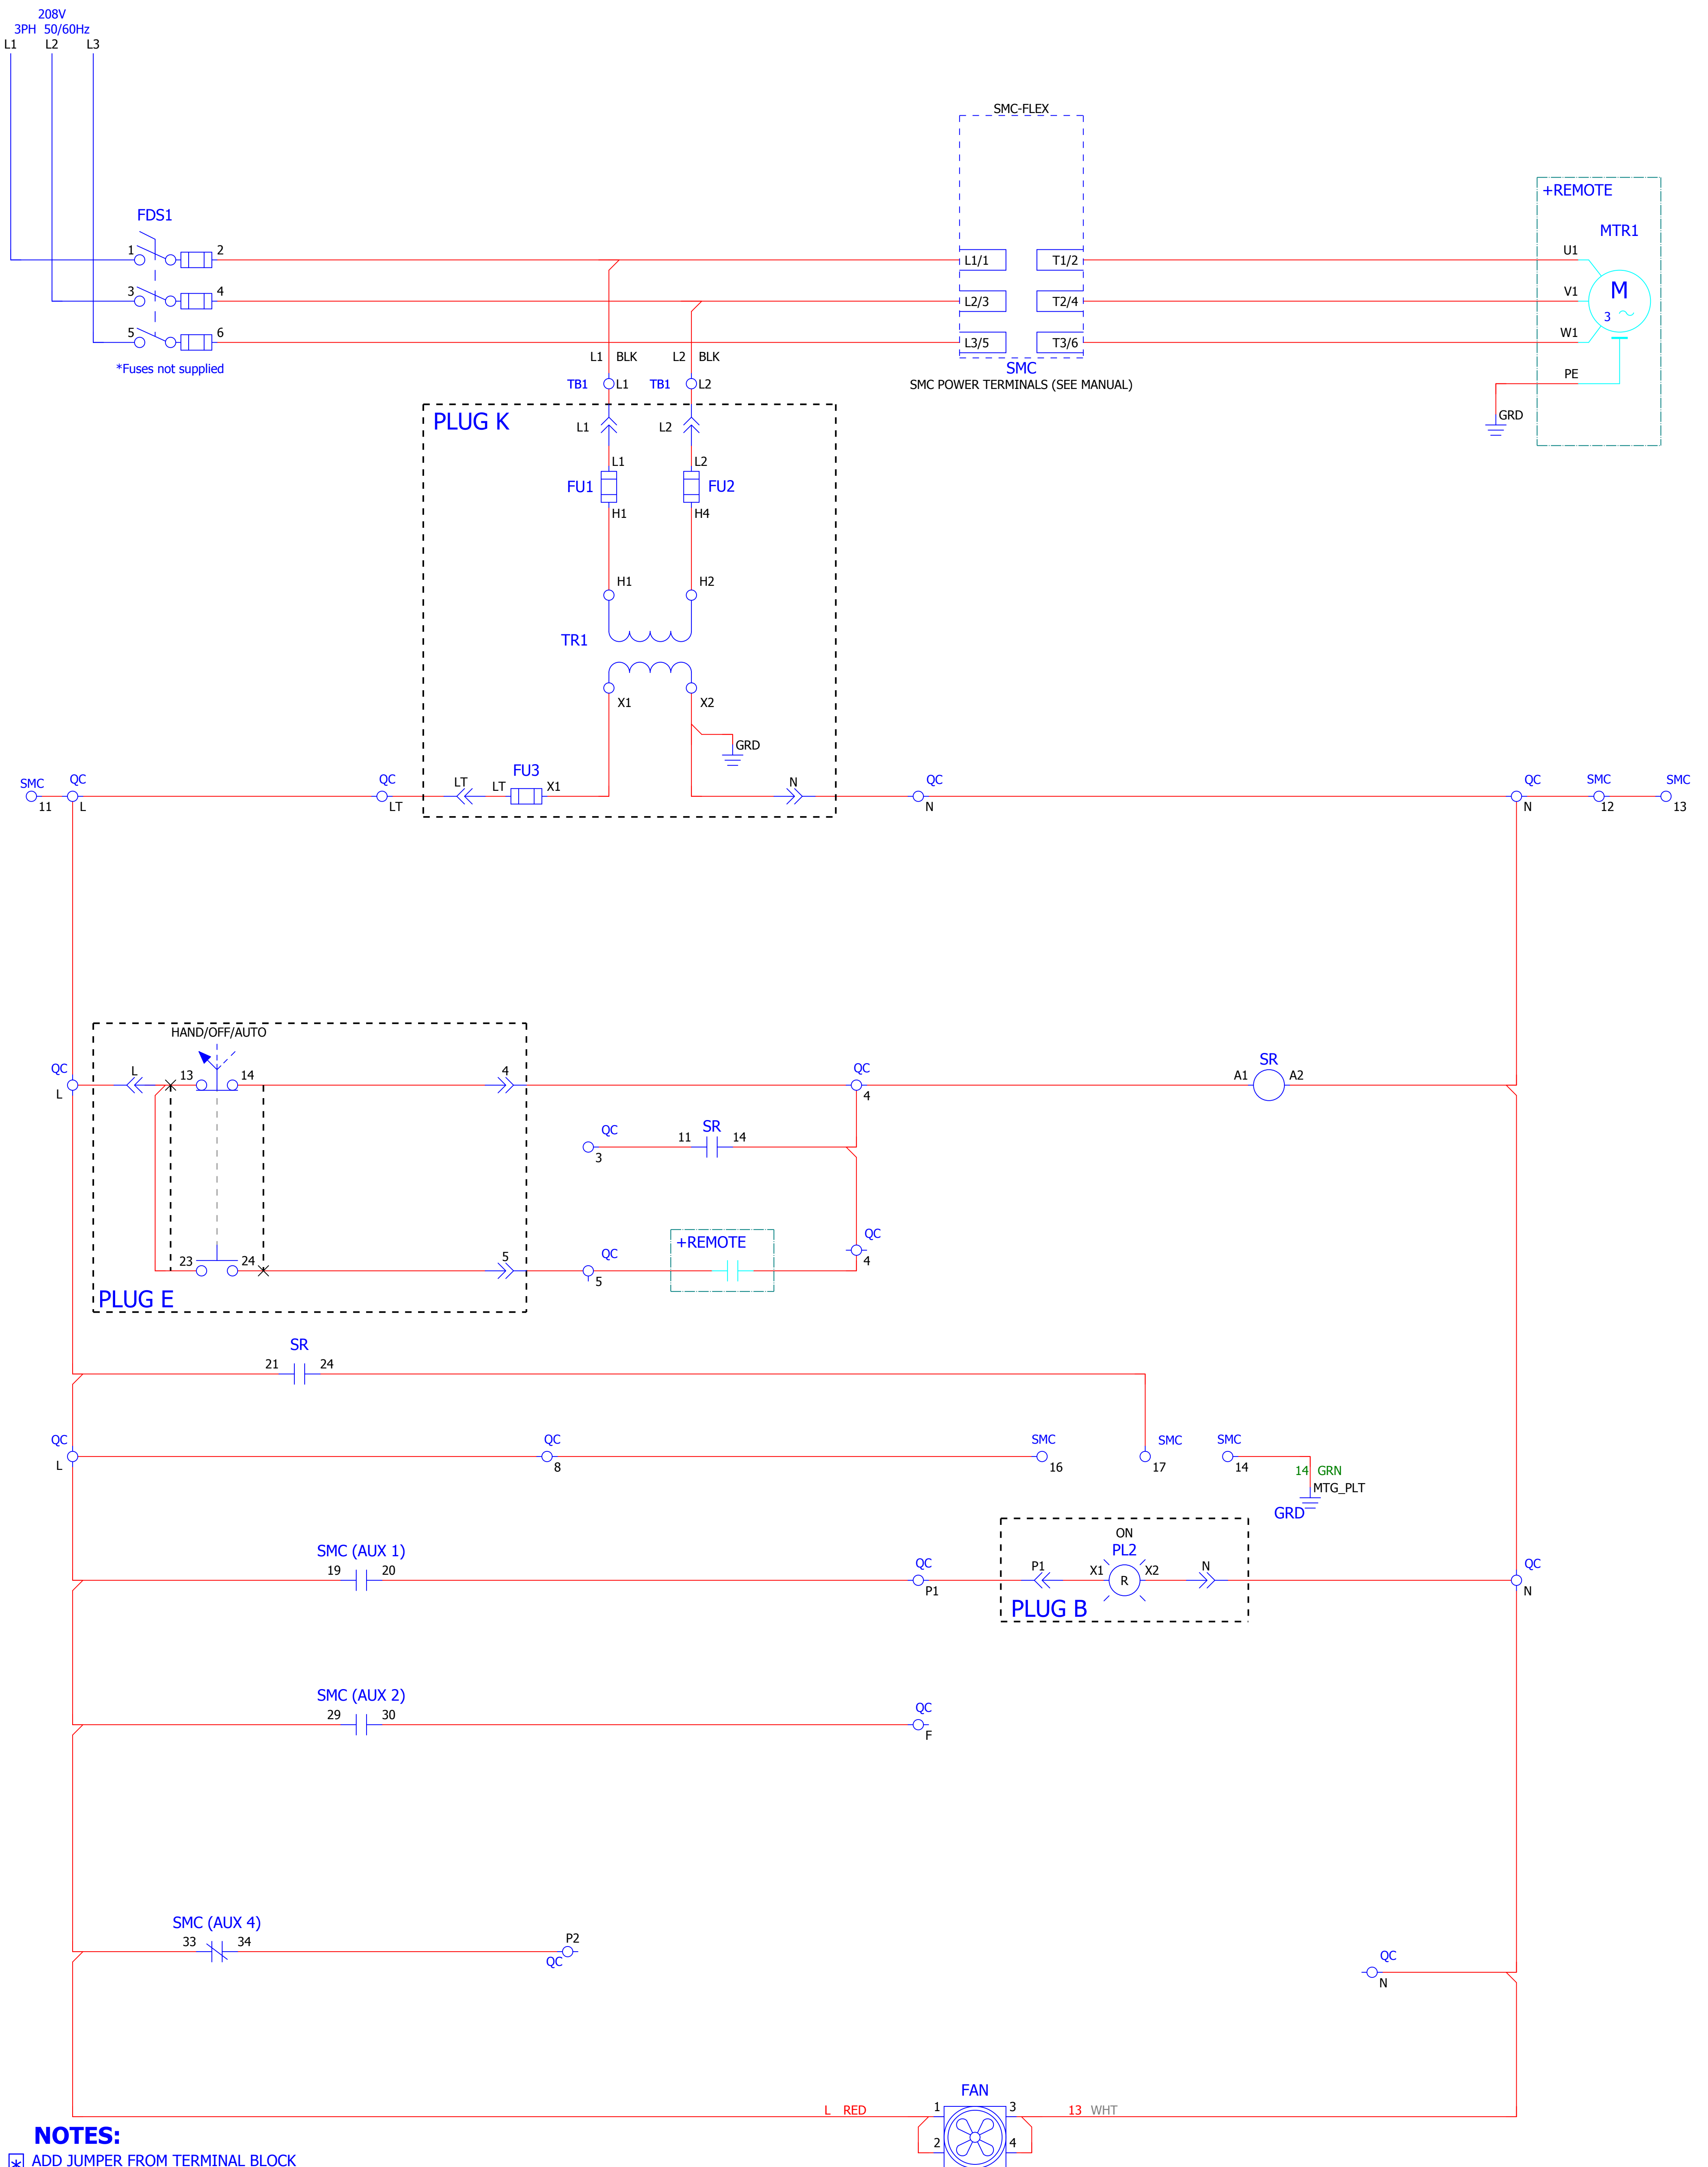 208V
3PH 50/60Hz
L1 L2 L3
SMC-FLEX
+REMOTE
FDS1
MTR1
1 2 L1/1 T1/2 U1
3 4 L2/3 T2/4 V1 M
3
5 6 L3/5 T3/6 W1
*Fuses not supplied
L1 BLK L2 BLK
SMC
SMC POWER TERMINALS (SEE MANUAL)
PE
TB1 L1 TB1 L2
GRD
PLUG K
L1 L2
L1 L2
FU1 FU2
H1 H4
H1 H2
TR1
X1 X2
GRD
SMC QC QC LT LT FU3 X1 N QC QC SMC SMC
11 L LT N N 12 13
HAND/OFF/AUTO
QC L 13 14 4 QC SR
A1 A2
L 4
QC SR
11 14
3
+REMOTE QC
4
23 24 5 QC
5
PLUG E
SR
21 24
QC QC SMC SMC SMC
L 8 16 17 14
14 GRN
MTG_PLT
GRD
ON
PL2
SMC (AUX 1)
19 20 QC P1 X1 R X2 N QC
P1 N
PLUG B
SMC (AUX 2)
29 30 QC
F
SMC (AUX 4)
33 34 P2
QC
QC
N
FAN
L RED 1 3 13 WHT
2 4
NOTES:
* ADD JUMPER FROM TERMINAL BLOCK